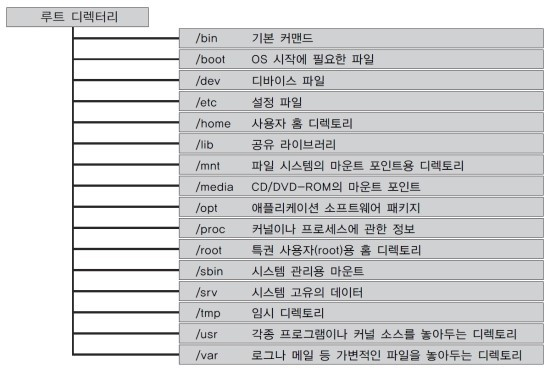 루트 디렉터리
/bin 기본 커맨드
/boot OS 시작에 필요한 파일
/dev 디바이스 파일
/etc 설정 파일
/home 사용자 홈 디렉토리
/lib 공유 라이브러리
/mnt 파일 시스템의 마운트 포인트용 디렉토리
/media CD/DVD-ROM의 마운트 포인트
/opt 애플리케이션 소프트웨어 패키지
/proc 커널이나 프로세스에 관한 정보
/root 특권 사용자(root)용 홈 디렉토리
/sbin 시스템 관리용 마운트
/srv 시스템 고유의 데이터
/tmp 임시 디렉토리
/usr 각종 프로그램이나 커널 소스를 놓아두는 디렉토리
/var 로그나 메일 등 가변적인 파일을 놓아두는 디렉토리